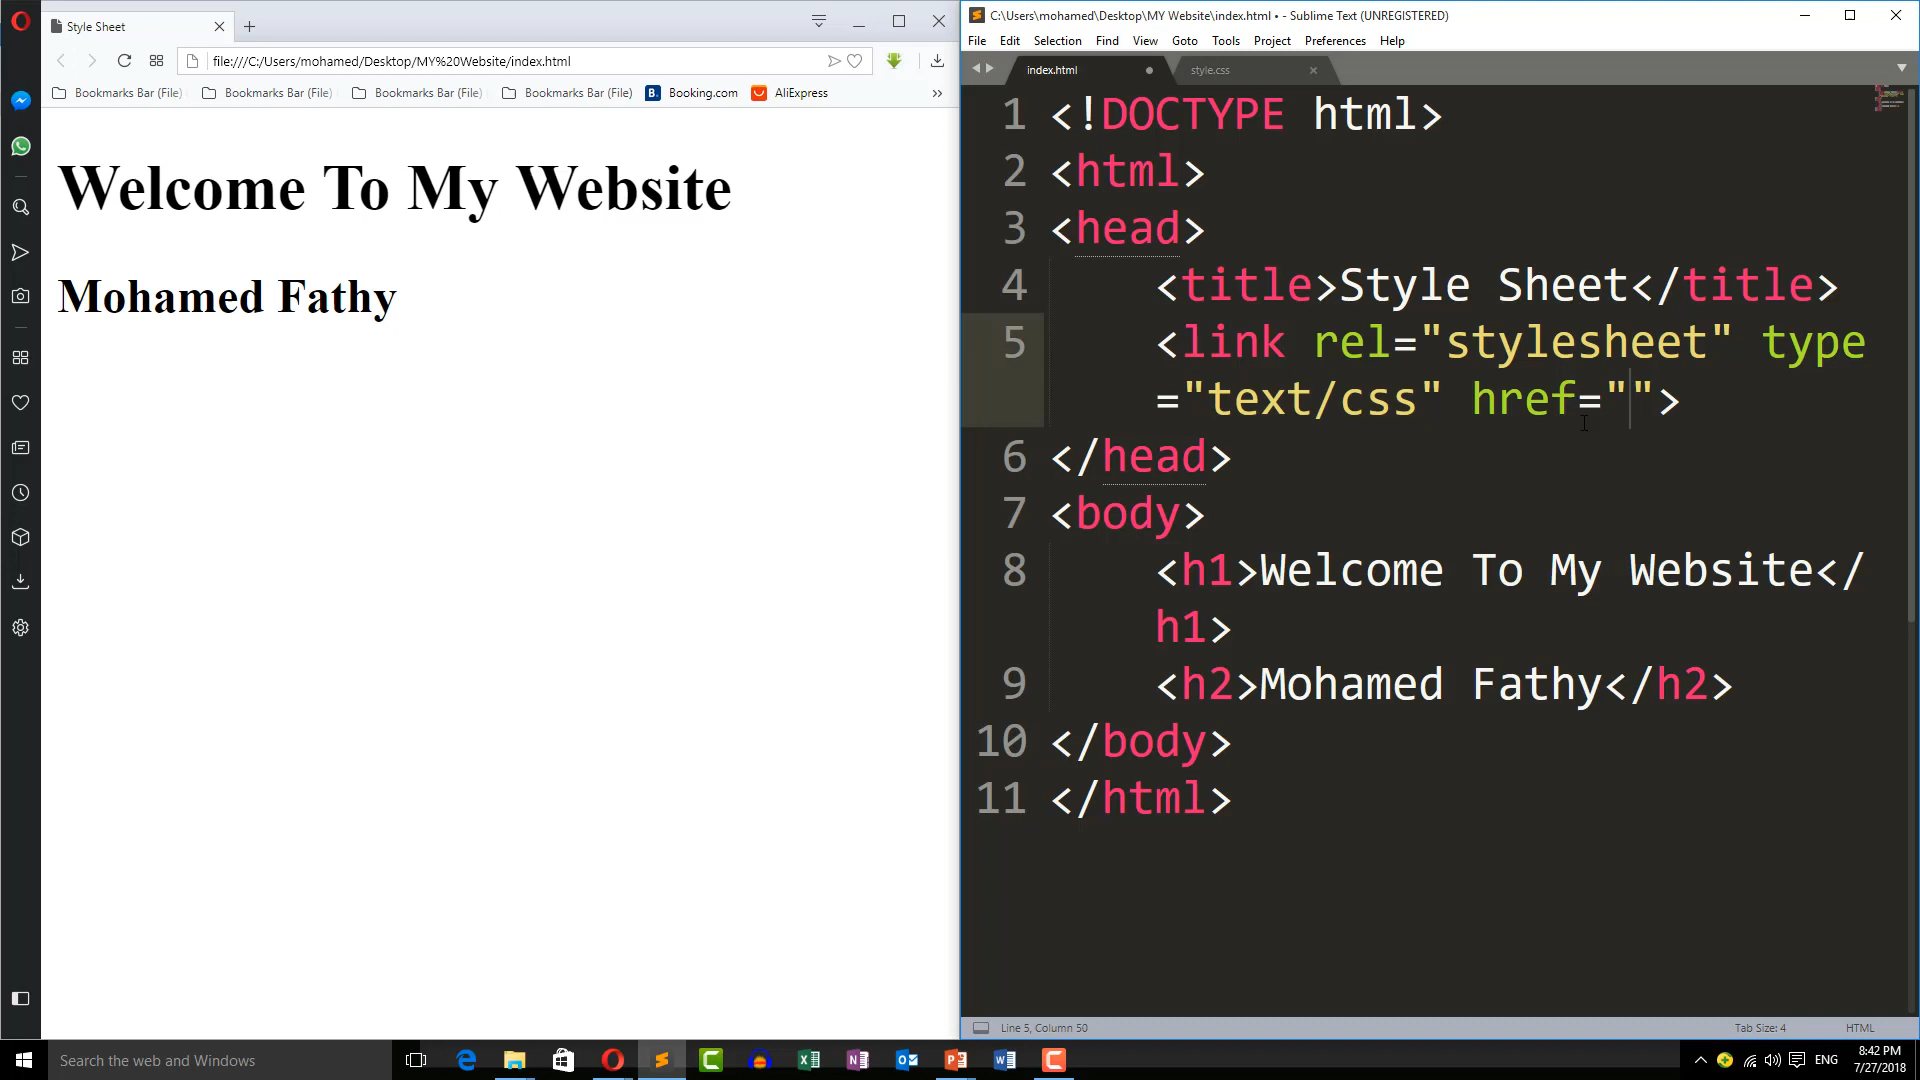 Style Sheet
file:///C:/Users/mohamed/Desktop/MY%20Website/index.html
Bookmarks Bar (File) Bookmarks Bar (File) Bookmarks Bar (File) Bookmarks Bar (File) B. Booking.com AliExpress »
Welcome To My Website
Mohamed Fathy
C:\Users\mohamed\Desktop\MY Website\index.html • - Sublime Text (UNREGISTERED)
File Edit Selection Find View Goto Tools Project Preferences Help
index.html style.css
1 <!DOCTYPE html>
2 <html>
3 <head>
4 <title>Style Sheet</title>
5 <link rel="stylesheet" type
="text/css" href="">
6 </head>
7 <body>
8 <h1>Welcome To My Website</
h1>
9 <h2>Mohamed Fathy</h2>
10 </body>
11 </html>
Line 5, Column 50 Tab Size: 4 HTML
Search the web and Windows
ENG
8:42 PM
7/27/2018